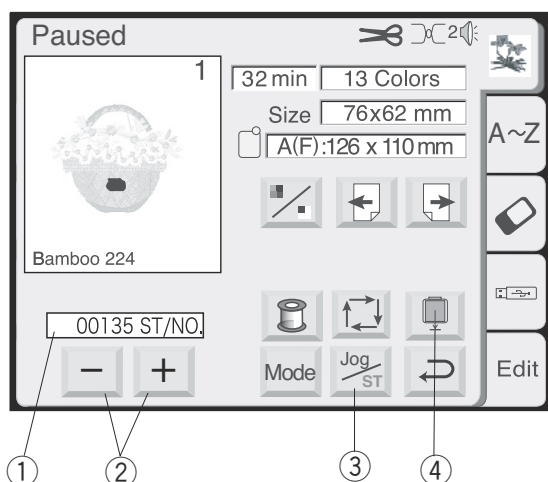 Paused
2
1
32 min
13 Colors
Size
76x62 mm
A(F):126 x 110 mm
A~Z
Bamboo 224
00135 ST/NO.
− +
Mode
Jog
ST
Edit
① ② ③ ④